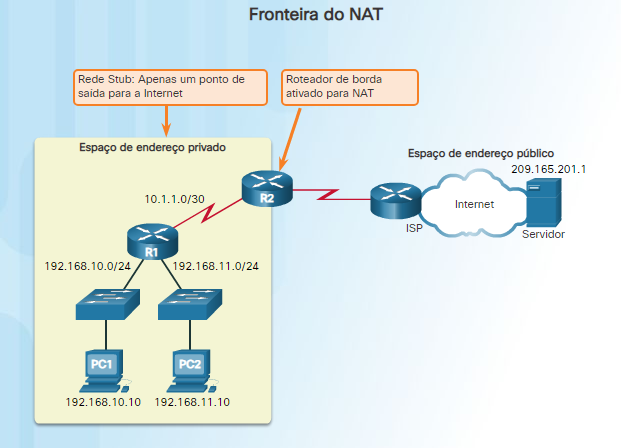 Fronteira do NAT
Rede Stub: Apenas um ponto de
saída para a Internet
Roteador de borda
ativado para NAT
Espaço de endereço privado
Espaço de endereço público
209.165.201.1
10.1.1.0/30
R2
Internet
ISP
Servidor
R1
192.168.10.0/24
192.168.11.0/24
PC1
PC2
192.168.10.10
192.168.11.10